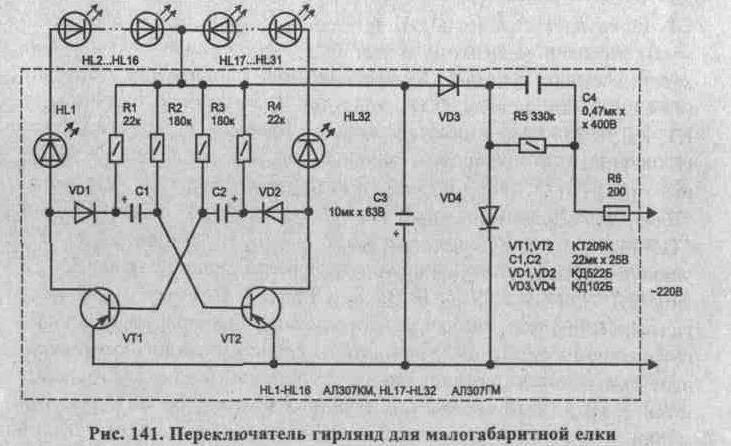 HL2...HL16
HL17...HL31
HL1
R1
22к
R2
180к
R3
180к
R4
22к
HL32
VD3
C4
0,47мк х
х 400В
R5 330к
R6
200
VD1
C1
C2
VD2
C3
10мк х 63В
VD4
VT1,VT2 КТ209К
C1,C2 22мк х 25В
VD1,VD2 КД522Б
VD3,VD4 КД102Б
~220В
VT1
VT2
HL1-HL16 АЛ307КМ, HL17-HL32 АЛ307ГМ
Рис. 141. Переключатель гирлянд для малогабаритной елки